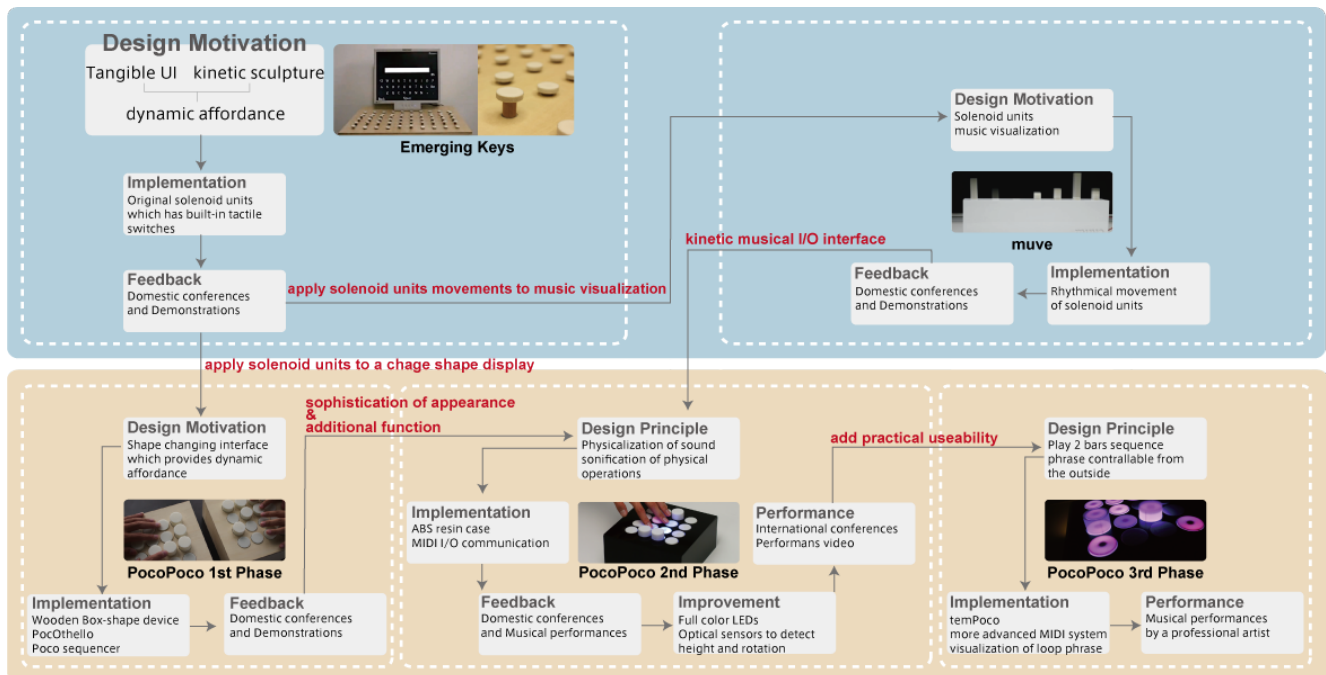 Design Motivation
Tangible UI kinetic sculpture
dynamic affordance
Emerging Keys
Implementation
Original solenoid units
which has built-in tactile
switches
Feedback
Domestic conferences
and Demonstrations
apply solenoid units movements to music visualization
Design Motivation
Solenoid units
music visualization
muve
kinetic musical I/O interface
Feedback
Domestic conferences
and Demonstrations
Implementation
Rhythmical movement
of solenoid units
apply solenoid units to a chage shape display
Design Motivation
Shape changing interface
which provides dynamic
affordance
PocoPoco 1st Phase
Implementation
Wooden Box-shape device
PocOthello
Poco sequencer
Feedback
Domestic conferences
and Demonstrations
sophistication of appearance
&
additional function
Design Principle
Physicalization of sound
sonification of physical
operations
Implementation
ABS resin case
MIDI I/O communication
PocoPoco 2nd Phase
Feedback
Domestic conferences
and Musical performances
Improvement
Full color LEDs
Optical sensors to detect
height and rotation
Performance
International conferences
Performans video
add practical useability
Design Principle
Play 2 bars sequence
phrase contrallable from
the outside
PocoPoco 3rd Phase
Implementation
temPoco
more advanced MIDI system
visualization of loop phrase
Performance
Musical performances
by a professional artist